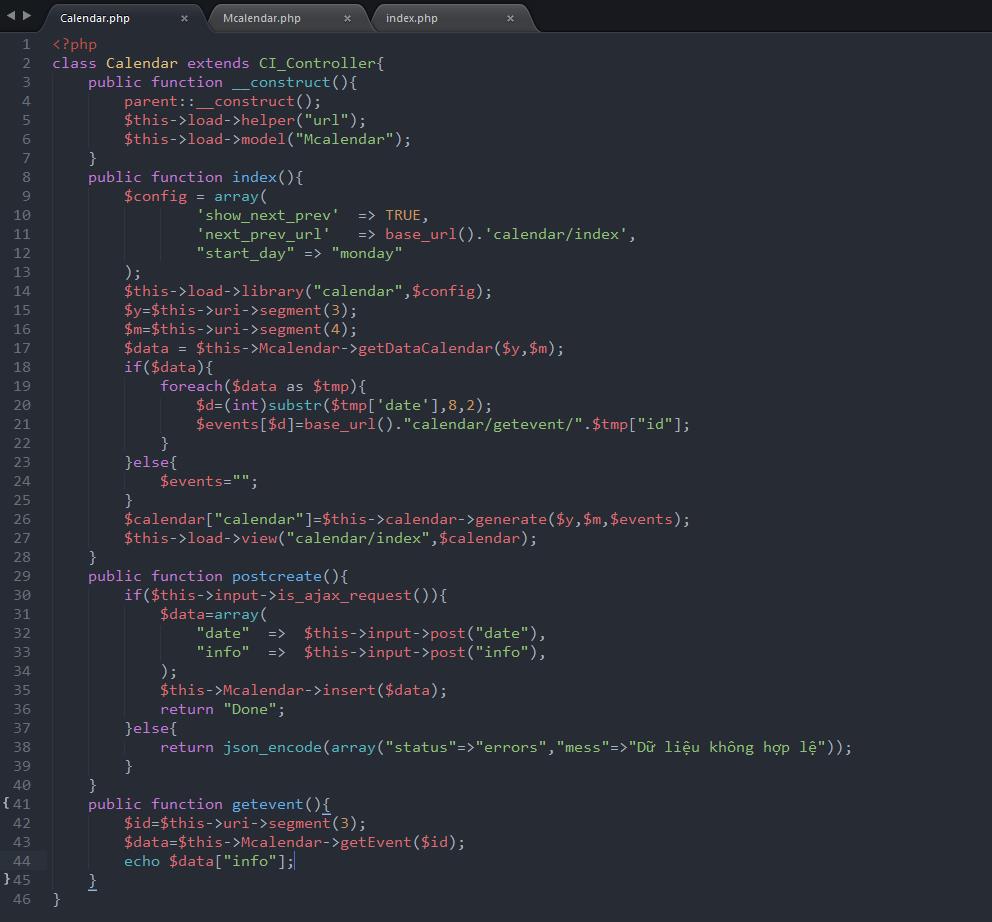 Calendar.php × Mcalendar.php × index.php ×
1 <?php
2 class Calendar extends CI_Controller{
3     public function __construct(){
4         parent::__construct();
5         $this->load->helper("url");
6         $this->load->model("Mcalendar");
7     }
8     public function index(){
9         $config = array(
10                 'show_next_prev'  => TRUE,
11                 'next_prev_url'   => base_url().'calendar/index',
12                 "start_day" => "monday"
13         );
14         $this->load->library("calendar",$config);
15         $y=$this->uri->segment(3);
16         $m=$this->uri->segment(4);
17         $data = $this->Mcalendar->getDataCalendar($y,$m);
18         if($data){
19             foreach($data as $tmp){
20                 $d=(int)substr($tmp['date'],8,2);
21                 $events[$d]=base_url()."calendar/getevent/".$tmp["id"];
22             }
23         }else{
24             $events="";
25         }
26         $calendar["calendar"]=$this->calendar->generate($y,$m,$events);
27         $this->load->view("calendar/index",$calendar);
28     }
29     public function postcreate(){
30         if($this->input->is_ajax_request()){
31             $data=array(
32                 "date"  =>  $this->input->post("date"),
33                 "info"  =>  $this->input->post("info"),
34             );
35             $this->Mcalendar->insert($data);
36             return "Done";
37         }else{
38             return json_encode(array("status"=>"errors","mess"=>"Dữ liệu không hợp lệ"));
39         }
40     }
{ 41     public function getevent(){
42         $id=$this->uri->segment(3);
43         $data=$this->Mcalendar->getEvent($id);
44         echo $data["info"];
} 45     }
46 }